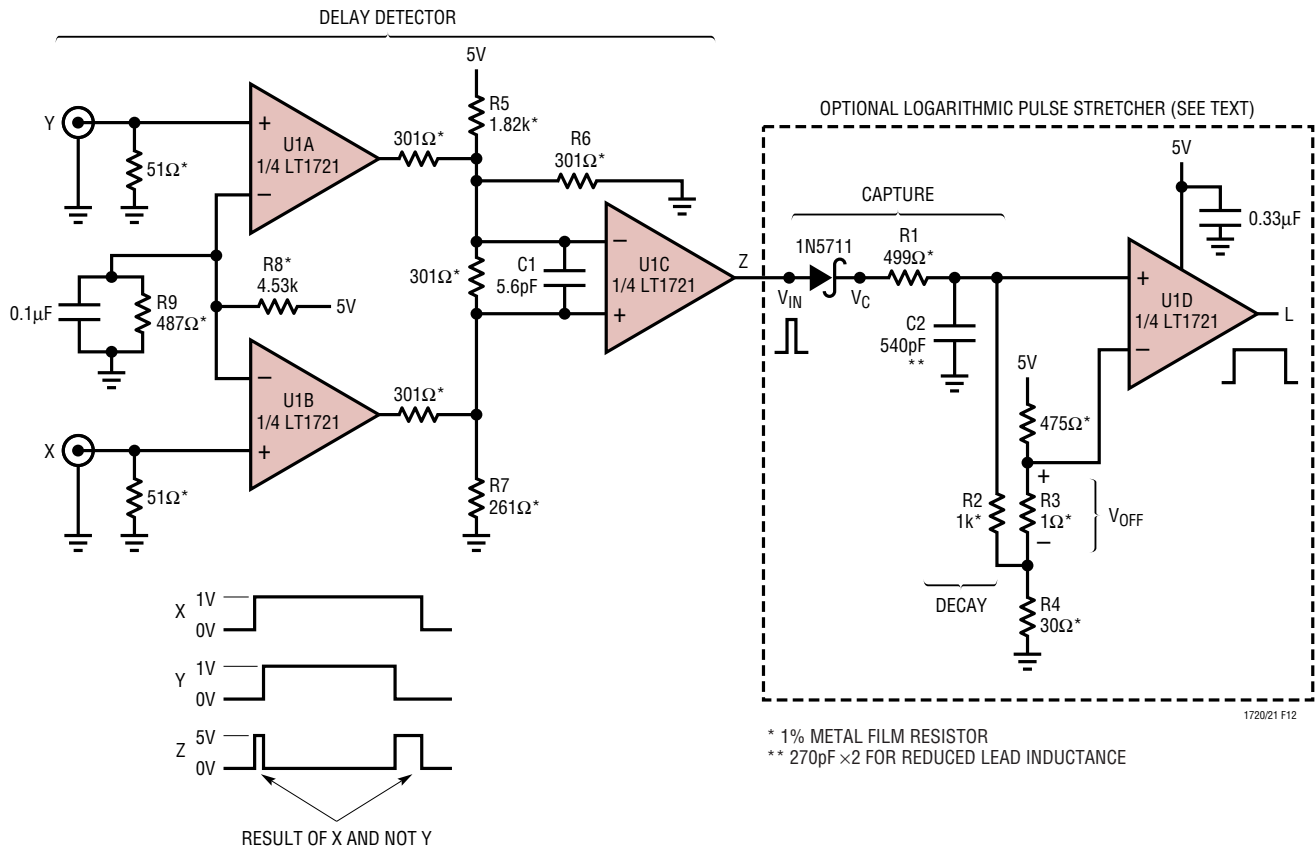 DELAY DETECTOR
5V
R5
1.82k*
Y
+
U1A
1/4 LT1721
−
301Ω*
R6
301Ω*
51Ω*
R8*
4.53k
5V
0.1µF
R9
487Ω*
301Ω*
C1
5.6pF
−
U1C
1/4 LT1721
+
Z
−
U1B
1/4 LT1721
+
301Ω*
X
51Ω*
R7
261Ω*
OPTIONAL LOGARITHMIC PULSE STRETCHER (SEE TEXT)
5V
0.33µF
CAPTURE
1N5711
R1
499Ω*
VIN
VC
C2
540pF
**
+
U1D
1/4 LT1721
−
L
5V
475Ω*
+
R2
1k*
R3
1Ω*
VOFF
−
DECAY
R4
30Ω*
1720/21 F12
X 1V
0V
Y 1V
0V
Z 5V
0V
RESULT OF X AND NOT Y
* 1% METAL FILM RESISTOR
** 270pF ×2 FOR REDUCED LEAD INDUCTANCE